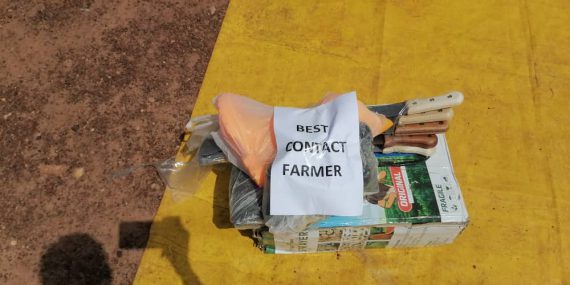 BEST
CONTACT
FARMER
ORIGINAL
FRAGILE